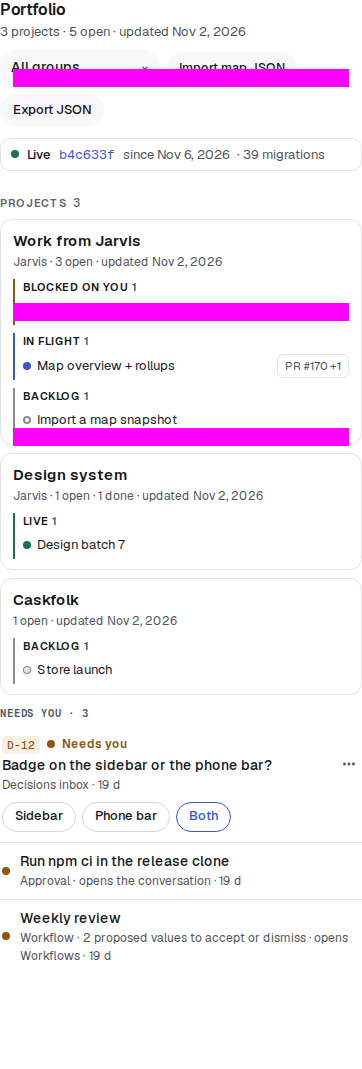 Portfolio
3 projects · 5 open · updated Nov 2, 2026
All groups
Import map JSON
Export JSON
Live b4c633f since Nov 6, 2026 · 39 migrations
PROJECTS 3
Work from Jarvis
Jarvis · 3 open · updated Nov 2, 2026
BLOCKED ON YOU 1
IN FLIGHT 1
Map overview + rollups PR #170 +1
BACKLOG 1
Import a map snapshot
Design system
Jarvis · 1 open · 1 done · updated Nov 2, 2026
LIVE 1
Design batch 7
Caskfolk
1 open · updated Nov 2, 2026
BACKLOG 1
Store launch
NEEDS YOU · 3
D-12 Needs you
Badge on the sidebar or the phone bar?
Decisions inbox · 19 d
Sidebar Phone bar Both
Run npm ci in the release clone
Approval · opens the conversation · 19 d
Weekly review
Workflow · 2 proposed values to accept or dismiss · opens
Workflows · 19 d